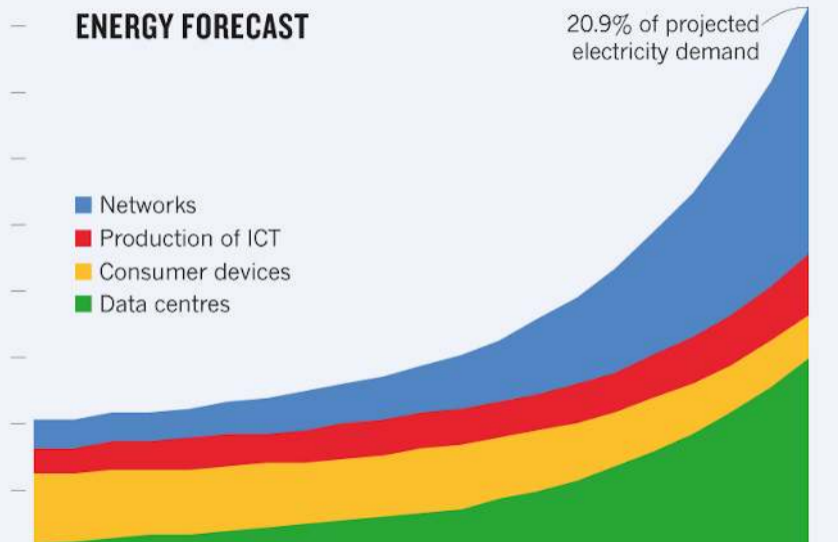 ENERGY FORECAST
20.9% of projected
electricity demand
Networks
Production of ICT
Consumer devices
Data centres